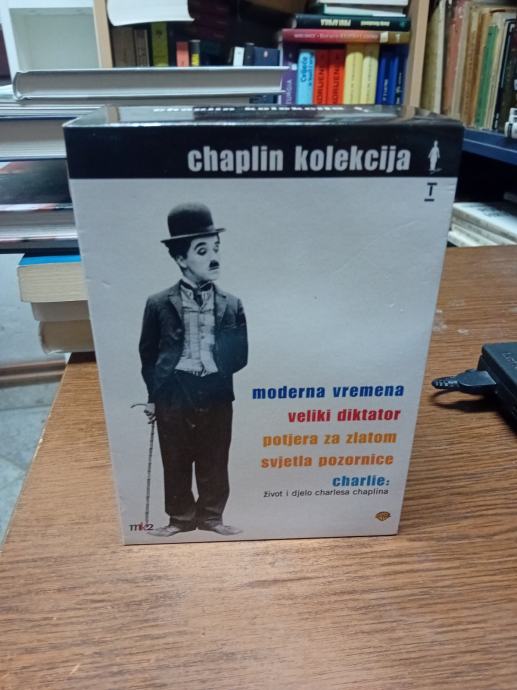 chaplin kolekcija
I
moderna vremena
veliki diktator
potjera za zlatom
svjetla pozornice
charlie:
život i djelo charlesa chaplina
mk2